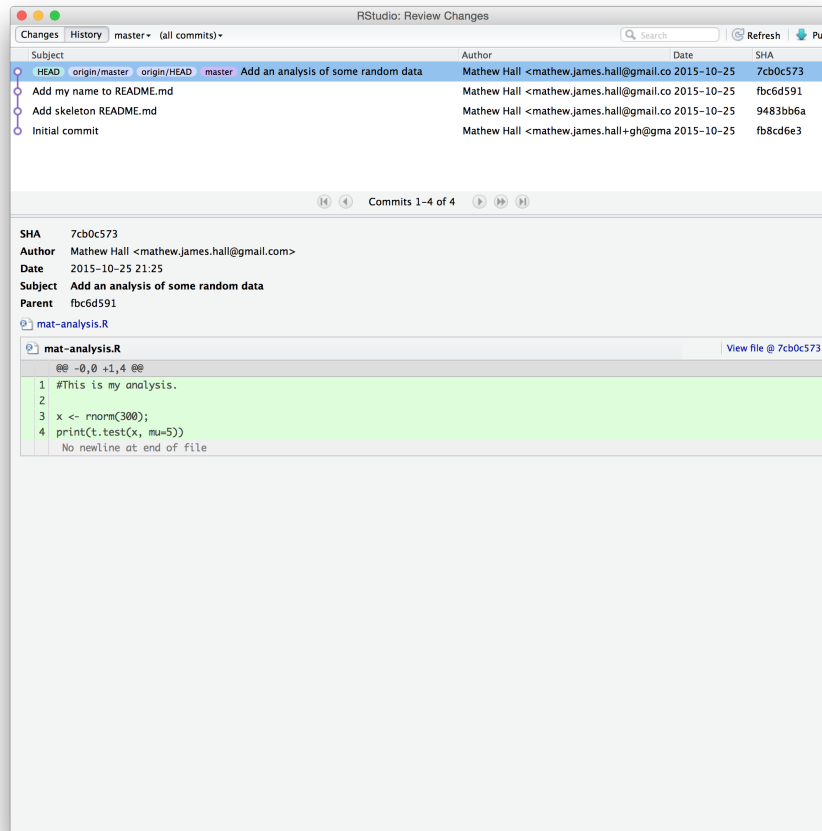 RStudio: Review Changes
Changes History master (all commits) Search Refresh Pu
Subject Author Date SHA
HEAD origin/master origin/HEAD master Add an analysis of some random data Mathew Hall <mathew.james.hall@gmail.co 2015-10-25 7cb0c573
Add my name to README.md Mathew Hall <mathew.james.hall@gmail.co 2015-10-25 fbc6d591
Add skeleton README.md Mathew Hall <mathew.james.hall@gmail.co 2015-10-25 9483bb6a
Initial commit Mathew Hall <mathew.james.hall+gh@gma 2015-10-25 fb8cd6e3
Commits 1-4 of 4
SHA 7cb0c573
Author Mathew Hall <mathew.james.hall@gmail.com>
Date 2015-10-25 21:25
Subject Add an analysis of some random data
Parent fbc6d591
mat-analysis.R
mat-analysis.R View file @ 7cb0c573
@@ -0,0 +1,4 @@
1 #This is my analysis.
2
3 x <- rnorm(300);
4 print(t.test(x, mu=5))
No newline at end of file